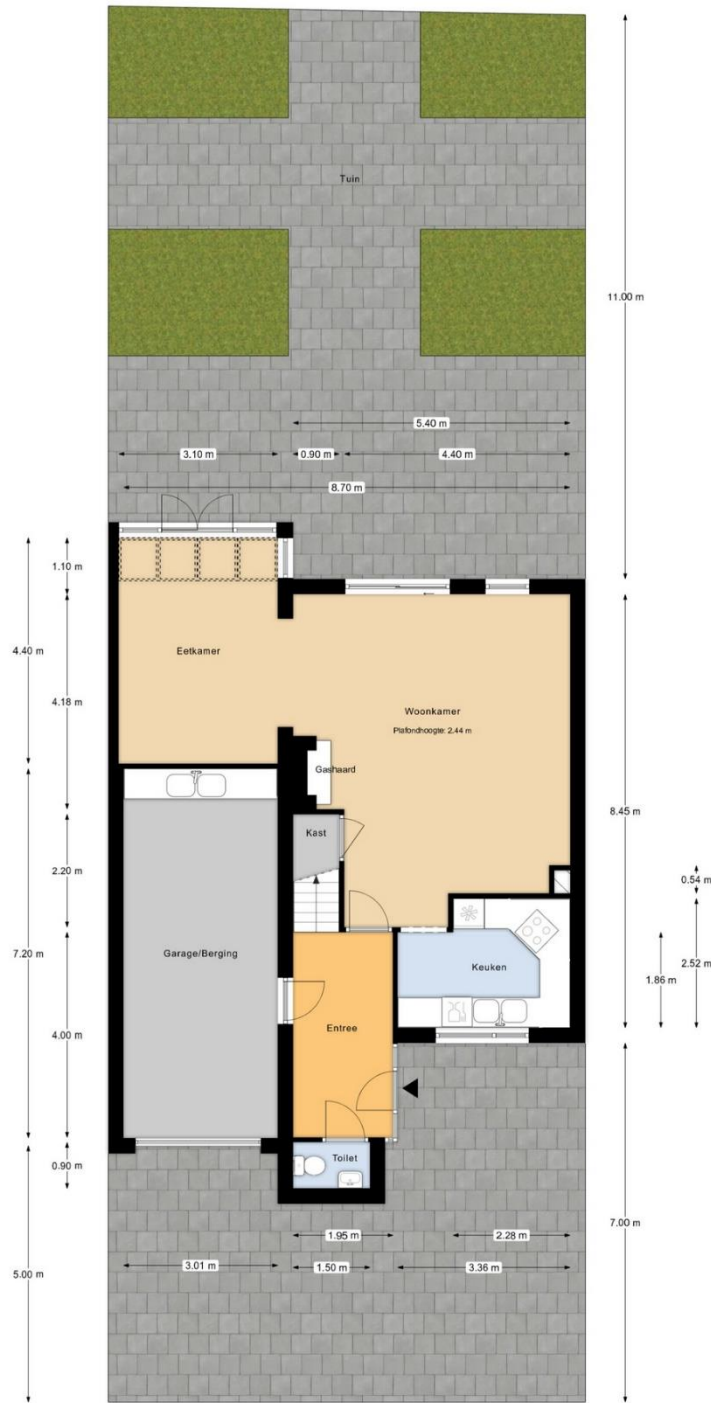 Tuin
11.00 m
5.40 m
3.10 m
0.90 m
4.40 m
8.70 m
1.10 m
4.40 m
4.18 m
Eetkamer
Woonkamer
Plafondhoogte: 2.44 m
Gashaard
8.45 m
Kast
2.20 m
0.54 m
7.20 m
Garage/Berging
Keuken
2.52 m
1.86 m
4.00 m
Entree
Toilet
0.90 m
7.00 m
1.95 m
2.28 m
5.00 m
3.01 m
1.50 m
3.36 m